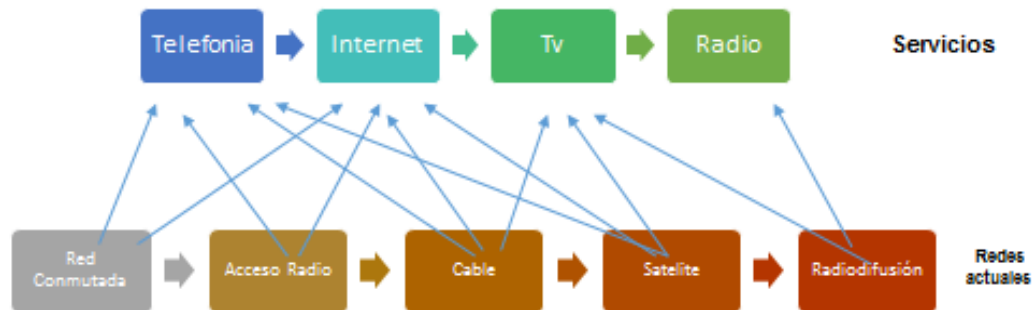 Telefonia
Internet
Tv
Radio
Servicios
Red
Conmutada
Acceso Radio
Cable
Satelite
Radiodifusión
Redes
actuales